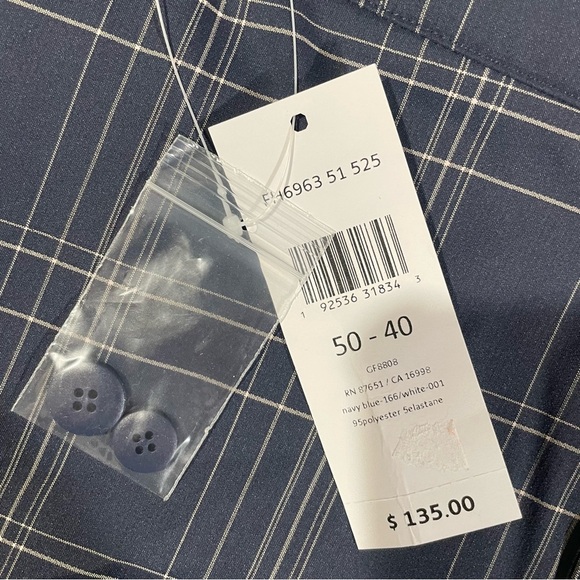 6963 51 525
1 92536 31834 3
50 - 40
GF8808
RN 87651 / CA 16998
navy blue-166/white-001
95polyester 5elastane
$ 135.00